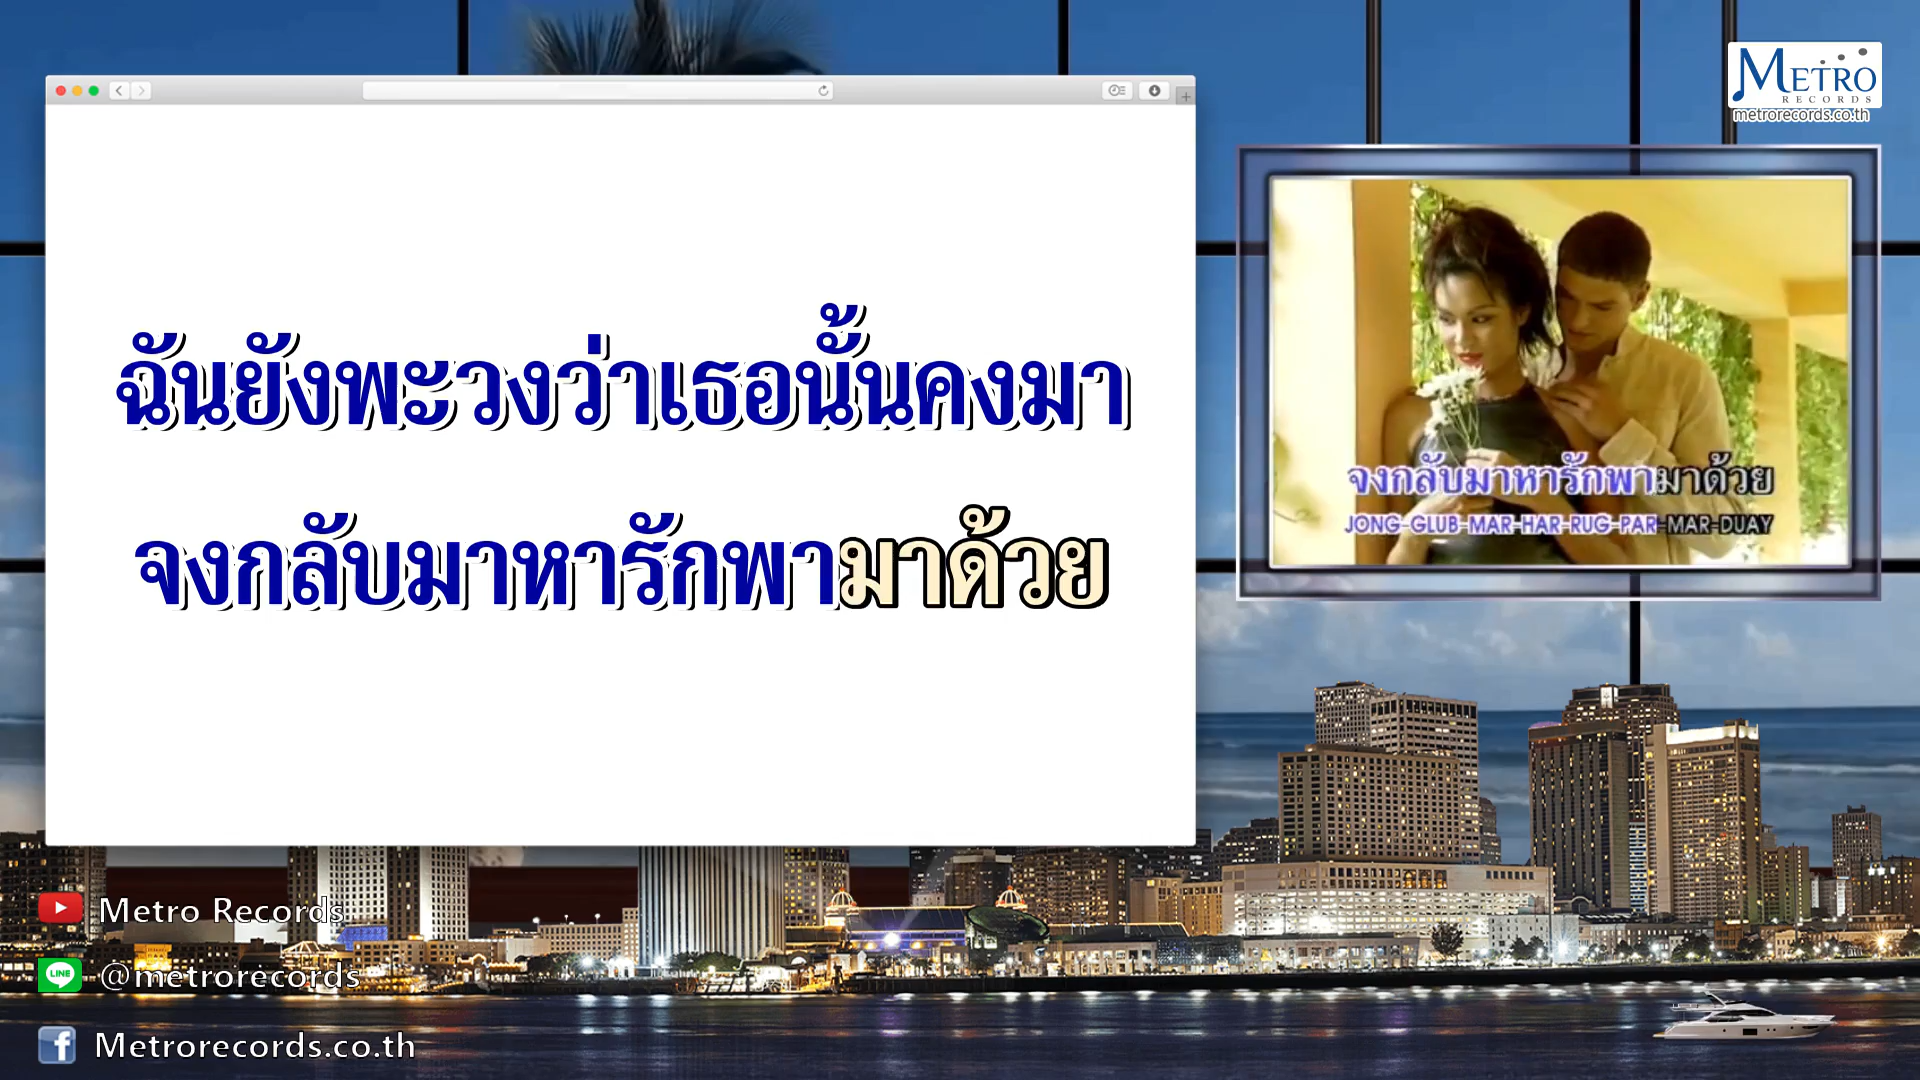 METRO
RECORDS
metrorecords.co.th
ฉันยังพะวงว่าเธอนั้นคงมา
จงกลับมาหารักพามาด้วย
จงกลับมาหารักพามาด้วย
JONG-GLUB-MAR-HAR-RUG-PAR-MAR-DUAY
Metro Records
LINE
@metrorecords
f
Metrorecords.co.th